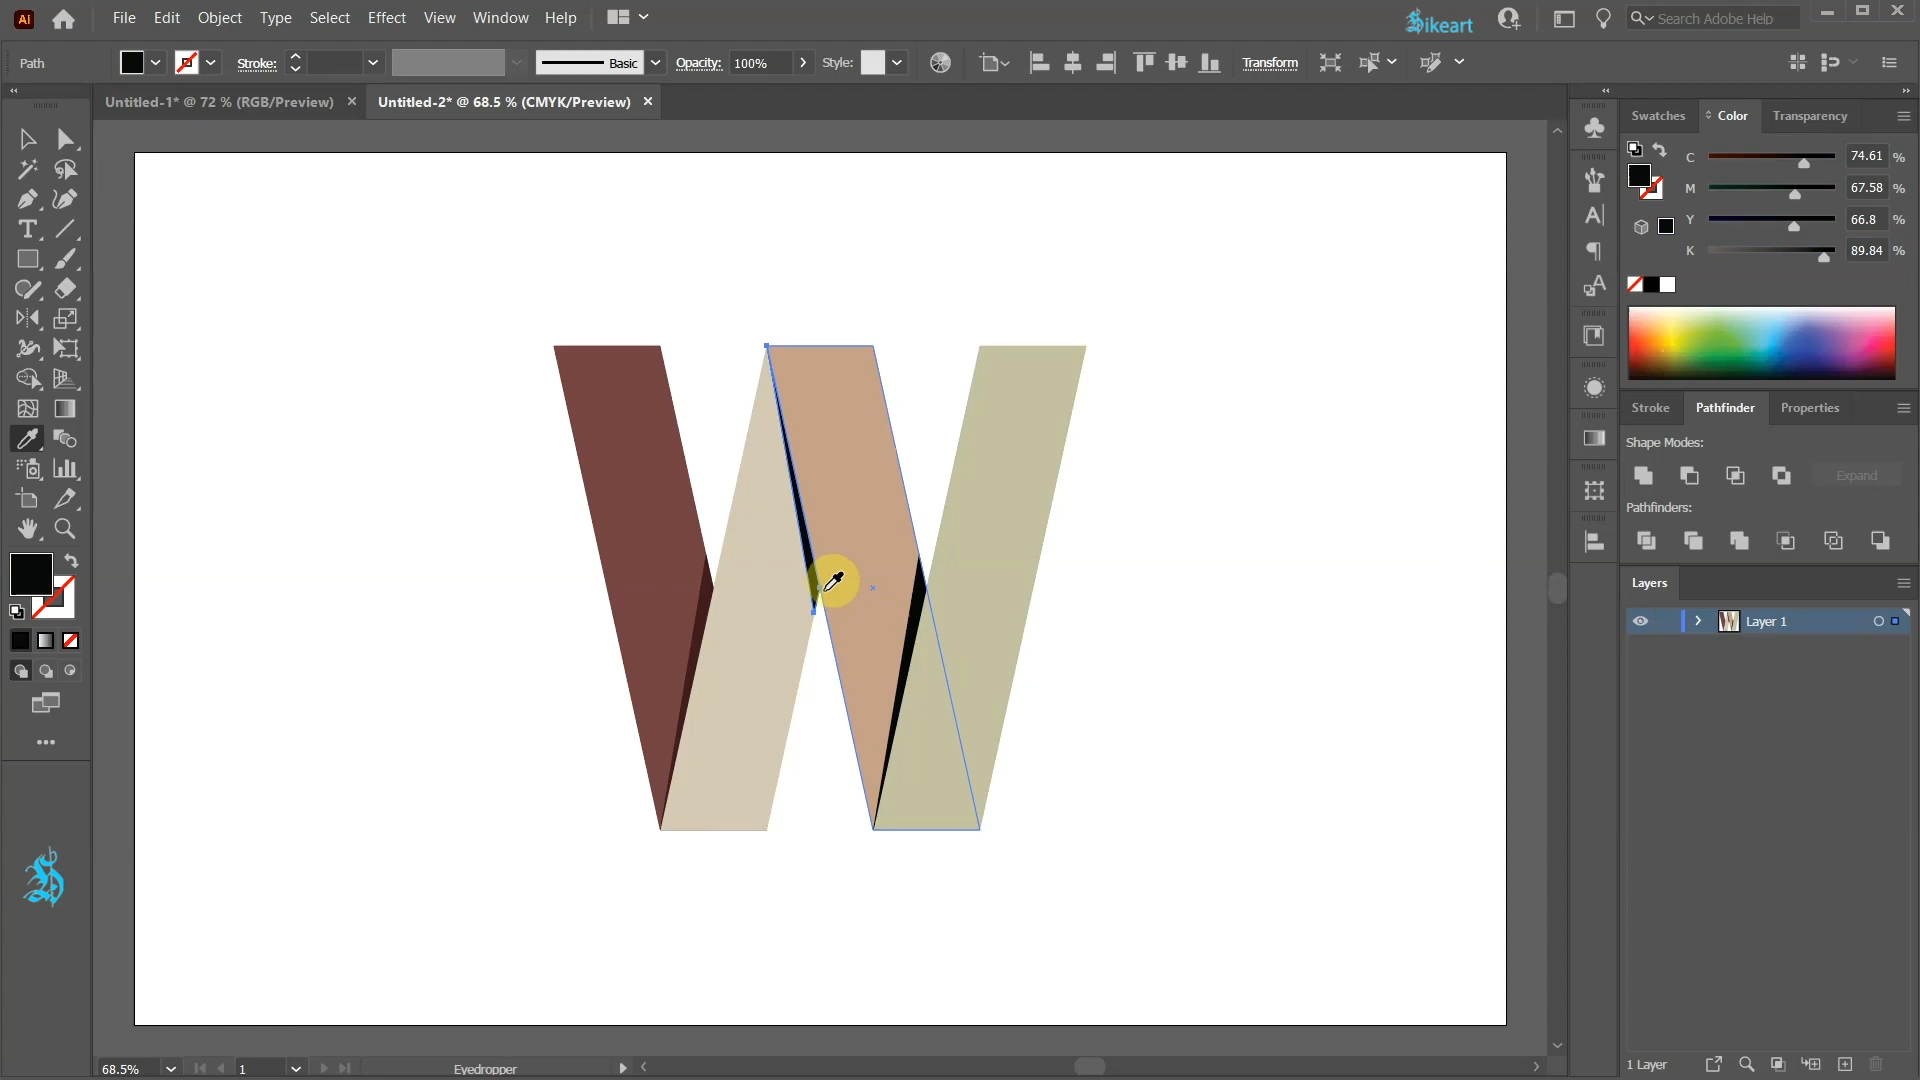 Ai File Edit Object Type Select Effect View Window Help Sikeart Search Adobe Help
Path Stroke: Basic Opacity: 100% Style: Transform
Untitled-1* @ 72 % (RGB/Preview) × Untitled-2* @ 68.5 % (CMYK/Preview) ×
Swatches Color Transparency
C 74.61 %
M 67.58 %
Y 66.8 %
K 89.84 %
Stroke Pathfinder Properties
Shape Modes:
Expand
Pathfinders:
Layers
Layer 1
1 Layer
W
68.5% 1 Eyedropper